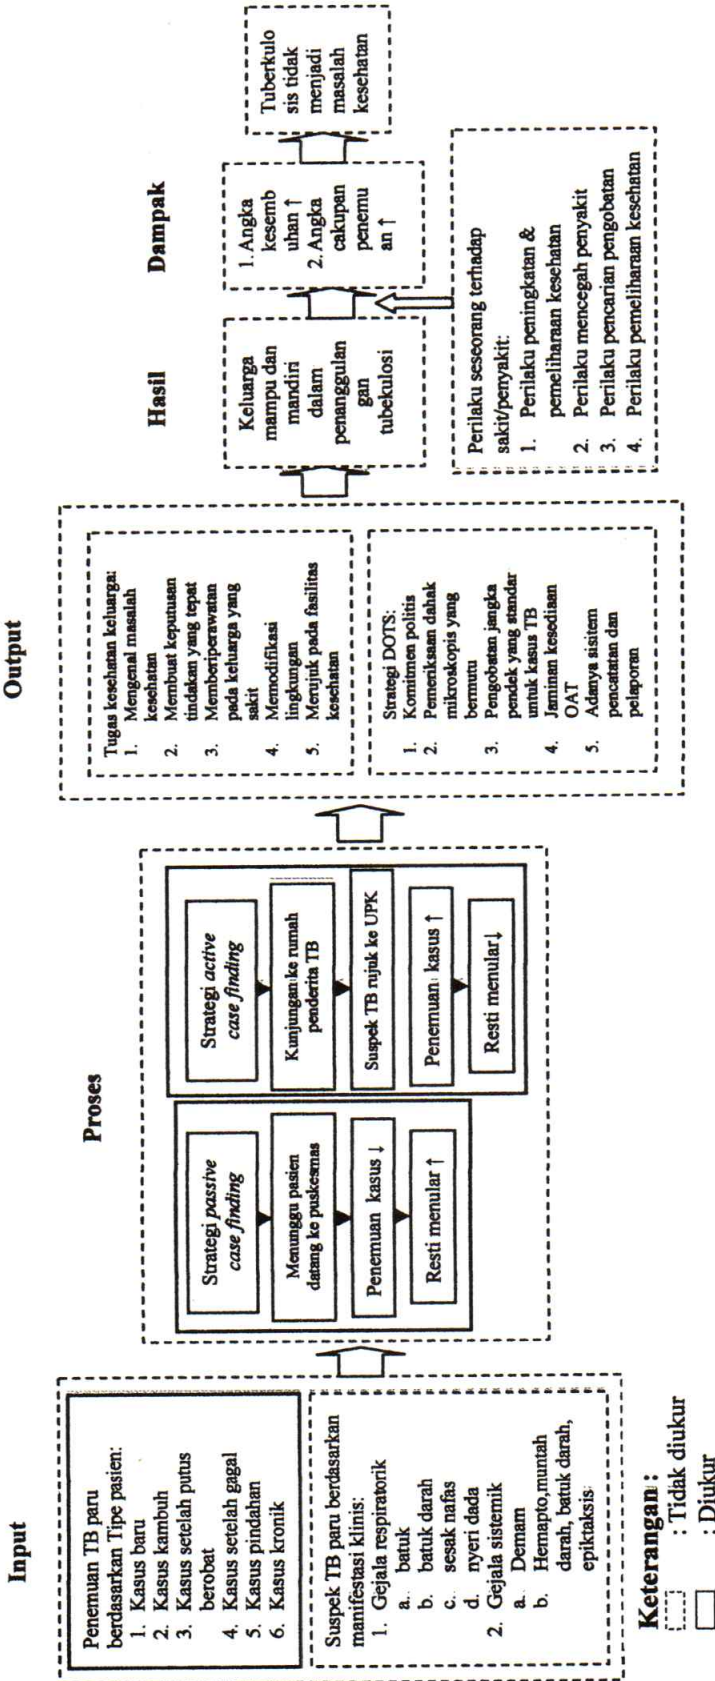 Input
Penemuan TB paru
berdasarkan Tipe pasien:
1. Kasus baru
2. Kasus kambuh
3. Kasus setelah putus
berobat
4. Kasus setelah gagal
5. Kasus pindahan
6. Kasus kronik
Suspek TB paru berdasarkan
manifestasi klinis:
1. Gejala respiratorik
a. batuk
b. batuk darah
c. sesak nafas
d. nyeri dada
2. Gejala sistemik
a. Demam
b. Hemapto,muntah
darah, batuk darah,
epiktaksis
Proses
Strategi passive
case finding
Menunggu pasien
datang ke puskesmas
Penemuan kasus ↓
Resti menular ↑
Strategi active
case finding
Kunjungan ke rumah
penderita TB
Suspek TB rujuk ke UPK
Penemuan kasus ↑
Resti menular↓
Output
Tugas kesehatan keluarga:
1. Mengenal masalah
kesehatan
2. Membuat keputusan
tindakan yang tepat
3. Memberiperawatan
pada keluarga yang
sakit
4. Memodifikasi
lingkungan
5. Merujuk pada fasilitas
kesehatan
Strategi DOTS:
1. Komitmen politis
2. Pemeriksaan dahak
mikroskopis yang
bermutu
3. Pengobatan jangka
pendek yang standar
untuk kasus TB
4. Jaminan kesediaan
OAT
5. Adanya sisitem
pencatatan dan
pelaporan
Hasil
Keluarga
mampu dan
mandiri
dalam
penanggulan
gan
tubekulosi
Dampak
1. Angka
kesemb
uhan ↑
2. Angka
cakupan
penemu
an ↑
Tuberkulo
sis tidak
menjadi
masalah
kesehatan
Perilaku seseorang terhadap
sakit/penyakit:
1. Perilaku peningkatan &
pemeliharaan kesehatan
2. Perilaku mencegah penyakit
3. Perilaku pencarian pengobatan
4. Perilaku pemeliharaan kesehatan
Keterangan :
: Tidak diukur
: Diukur